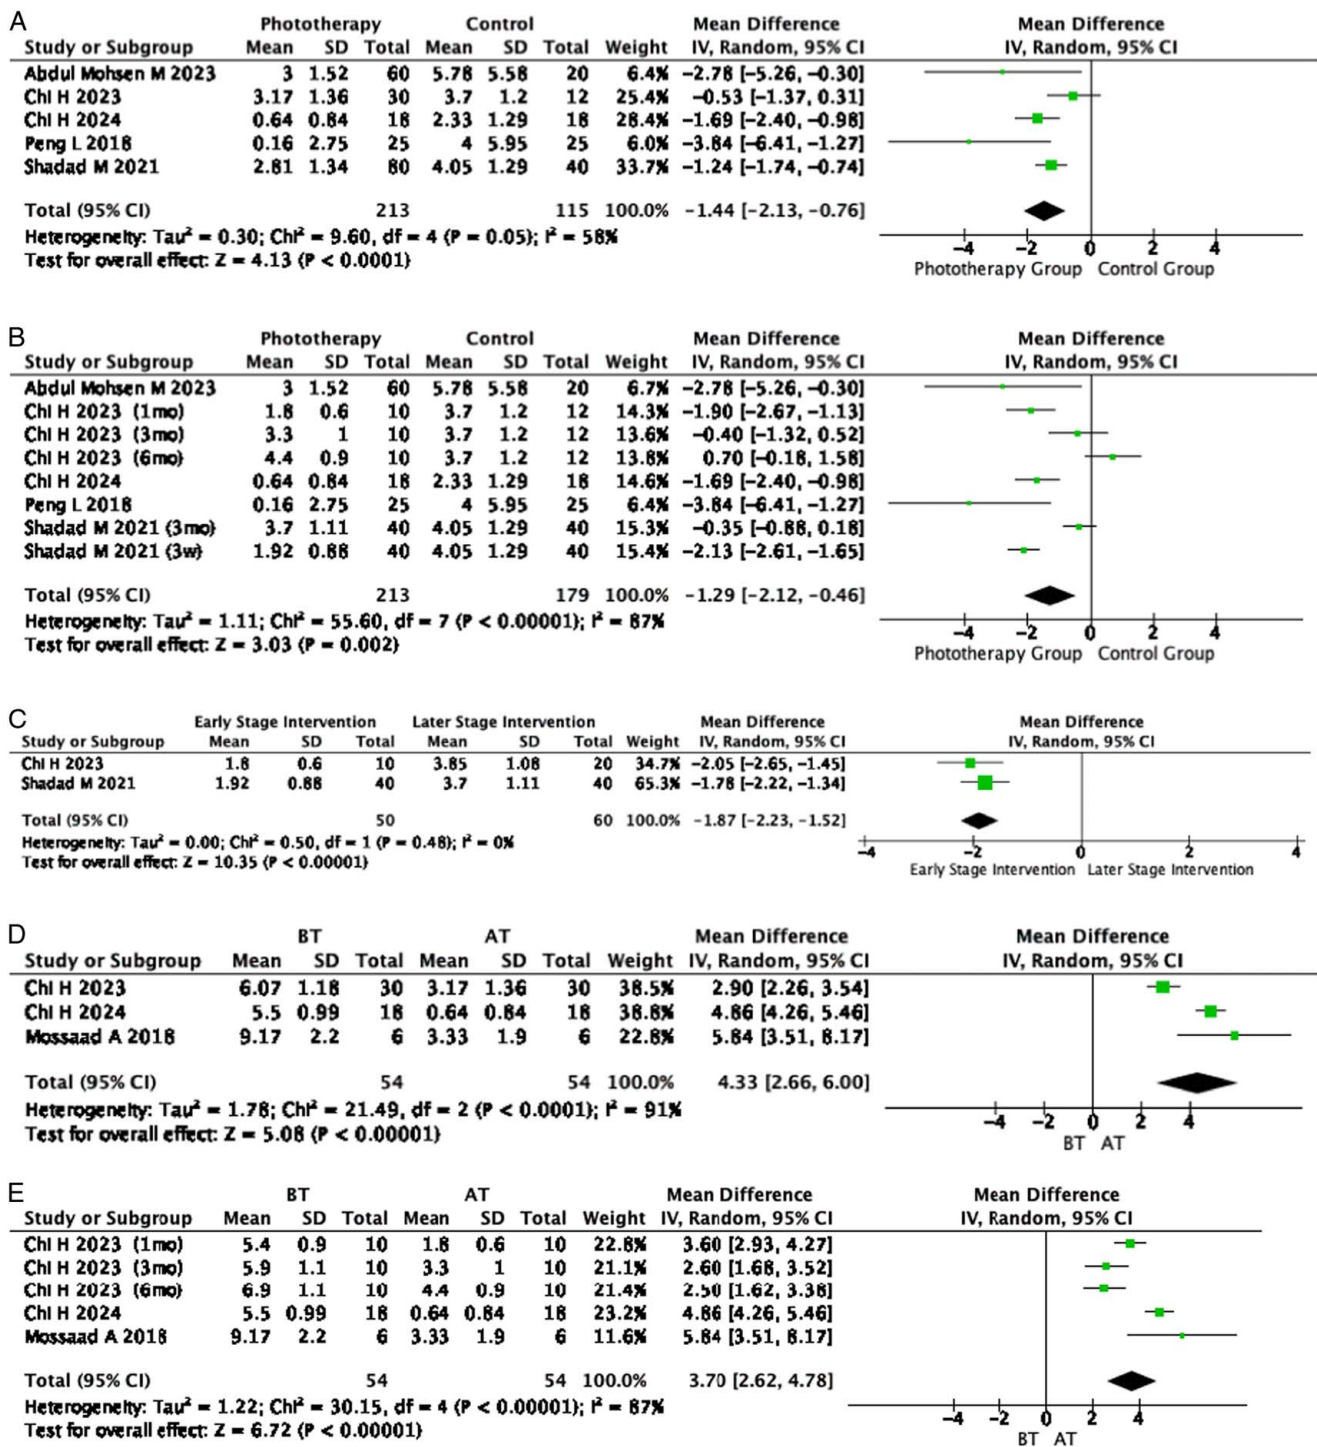 A
Phototherapy Control Mean Difference Mean Difference
Study or Subgroup Mean SD Total Mean SD Total Weight IV, Random, 95% CI IV, Random, 95% CI
Abdul Mohsen M 2023 3 1.52 60 5.78 5.58 20 6.4% −2.78 [−5.26, −0.30]
Chi H 2023 3.17 1.36 30 3.7 1.2 12 25.4% −0.53 [−1.37, 0.31]
Chi H 2024 0.64 0.84 18 2.33 1.29 18 28.4% −1.69 [−2.40, −0.98]
Peng L 2018 0.16 2.75 25 4 5.95 25 6.0% −3.84 [−6.41, −1.27]
Shadad M 2021 2.81 1.34 80 4.05 1.29 40 33.7% −1.24 [−1.74, −0.74]
Total (95% CI) 213 115 100.0% −1.44 [−2.13, −0.76]
Heterogeneity: Tau² = 0.30; Chi² = 9.60, df = 4 (P = 0.05); I² = 58%
Test for overall effect: Z = 4.13 (P < 0.0001)
−4 −2 0 2 4
Phototherapy Group Control Group
B
Phototherapy Control Mean Difference Mean Difference
Study or Subgroup Mean SD Total Mean SD Total Weight IV, Random, 95% CI IV, Random, 95% CI
Abdul Mohsen M 2023 3 1.52 60 5.78 5.58 20 6.7% −2.78 [−5.26, −0.30]
Chi H 2023 (1mo) 1.8 0.6 10 3.7 1.2 12 14.3% −1.90 [−2.67, −1.13]
Chi H 2023 (3mo) 3.3 1 10 3.7 1.2 12 13.6% −0.40 [−1.32, 0.52]
Chi H 2023 (6mo) 4.4 0.9 10 3.7 1.2 12 13.8% 0.70 [−0.18, 1.58]
Chi H 2024 0.64 0.84 18 2.33 1.29 18 14.6% −1.69 [−2.40, −0.98]
Peng L 2018 0.16 2.75 25 4 5.95 25 6.4% −3.84 [−6.41, −1.27]
Shadad M 2021 (3mo) 3.7 1.11 40 4.05 1.29 40 15.3% −0.35 [−0.88, 0.18]
Shadad M 2021 (3w) 1.92 0.88 40 4.05 1.29 40 15.4% −2.13 [−2.61, −1.65]
Total (95% CI) 213 179 100.0% −1.29 [−2.12, −0.46]
Heterogeneity: Tau² = 1.11; Chi² = 55.60, df = 7 (P < 0.00001); I² = 87%
Test for overall effect: Z = 3.03 (P = 0.002)
−4 −2 0 2 4
Phototherapy Group Control Group
C
Early Stage Intervention Later Stage Intervention Mean Difference Mean Difference
Study or Subgroup Mean SD Total Mean SD Total Weight IV, Random, 95% CI IV, Random, 95% CI
Chi H 2023 1.8 0.6 10 3.85 1.08 20 34.7% −2.05 [−2.65, −1.45]
Shadad M 2021 1.92 0.88 40 3.7 1.11 40 65.3% −1.78 [−2.22, −1.34]
Total (95% CI) 50 60 100.0% −1.87 [−2.23, −1.52]
Heterogeneity: Tau² = 0.00; Chi² = 0.50, df = 1 (P = 0.48); I² = 0%
Test for overall effect: Z = 10.35 (P < 0.00001)
−4 −2 0 2 4
Early Stage Intervention Later Stage Intervention
D
BT AT Mean Difference Mean Difference
Study or Subgroup Mean SD Total Mean SD Total Weight IV, Random, 95% CI IV, Random, 95% CI
Chi H 2023 6.07 1.18 30 3.17 1.36 30 38.5% 2.90 [2.26, 3.54]
Chi H 2024 5.5 0.99 18 0.64 0.84 18 38.8% 4.86 [4.26, 5.46]
Mossaad A 2018 9.17 2.2 6 3.33 1.9 6 22.8% 5.84 [3.51, 8.17]
Total (95% CI) 54 54 100.0% 4.33 [2.66, 6.00]
Heterogeneity: Tau² = 1.78; Chi² = 21.49, df = 2 (P < 0.0001); I² = 91%
Test for overall effect: Z = 5.08 (P < 0.00001)
−4 −2 0 2 4
BT AT
E
BT AT Mean Difference Mean Difference
Study or Subgroup Mean SD Total Mean SD Total Weight IV, Random, 95% CI IV, Random, 95% CI
Chi H 2023 (1mo) 5.4 0.9 10 1.8 0.6 10 22.8% 3.60 [2.93, 4.27]
Chi H 2023 (3mo) 5.9 1.1 10 3.3 1 10 21.1% 2.60 [1.68, 3.52]
Chi H 2023 (6mo) 6.9 1.1 10 4.4 0.9 10 21.4% 2.50 [1.62, 3.38]
Chi H 2024 5.5 0.99 18 0.64 0.84 18 23.2% 4.86 [4.26, 5.46]
Mossaad A 2018 9.17 2.2 6 3.33 1.9 6 11.6% 5.84 [3.51, 8.17]
Total (95% CI) 54 54 100.0% 3.70 [2.62, 4.78]
Heterogeneity: Tau² = 1.22; Chi² = 30.15, df = 4 (P < 0.00001); I² = 87%
Test for overall effect: Z = 6.72 (P < 0.00001)
−4 −2 0 2 4
BT AT